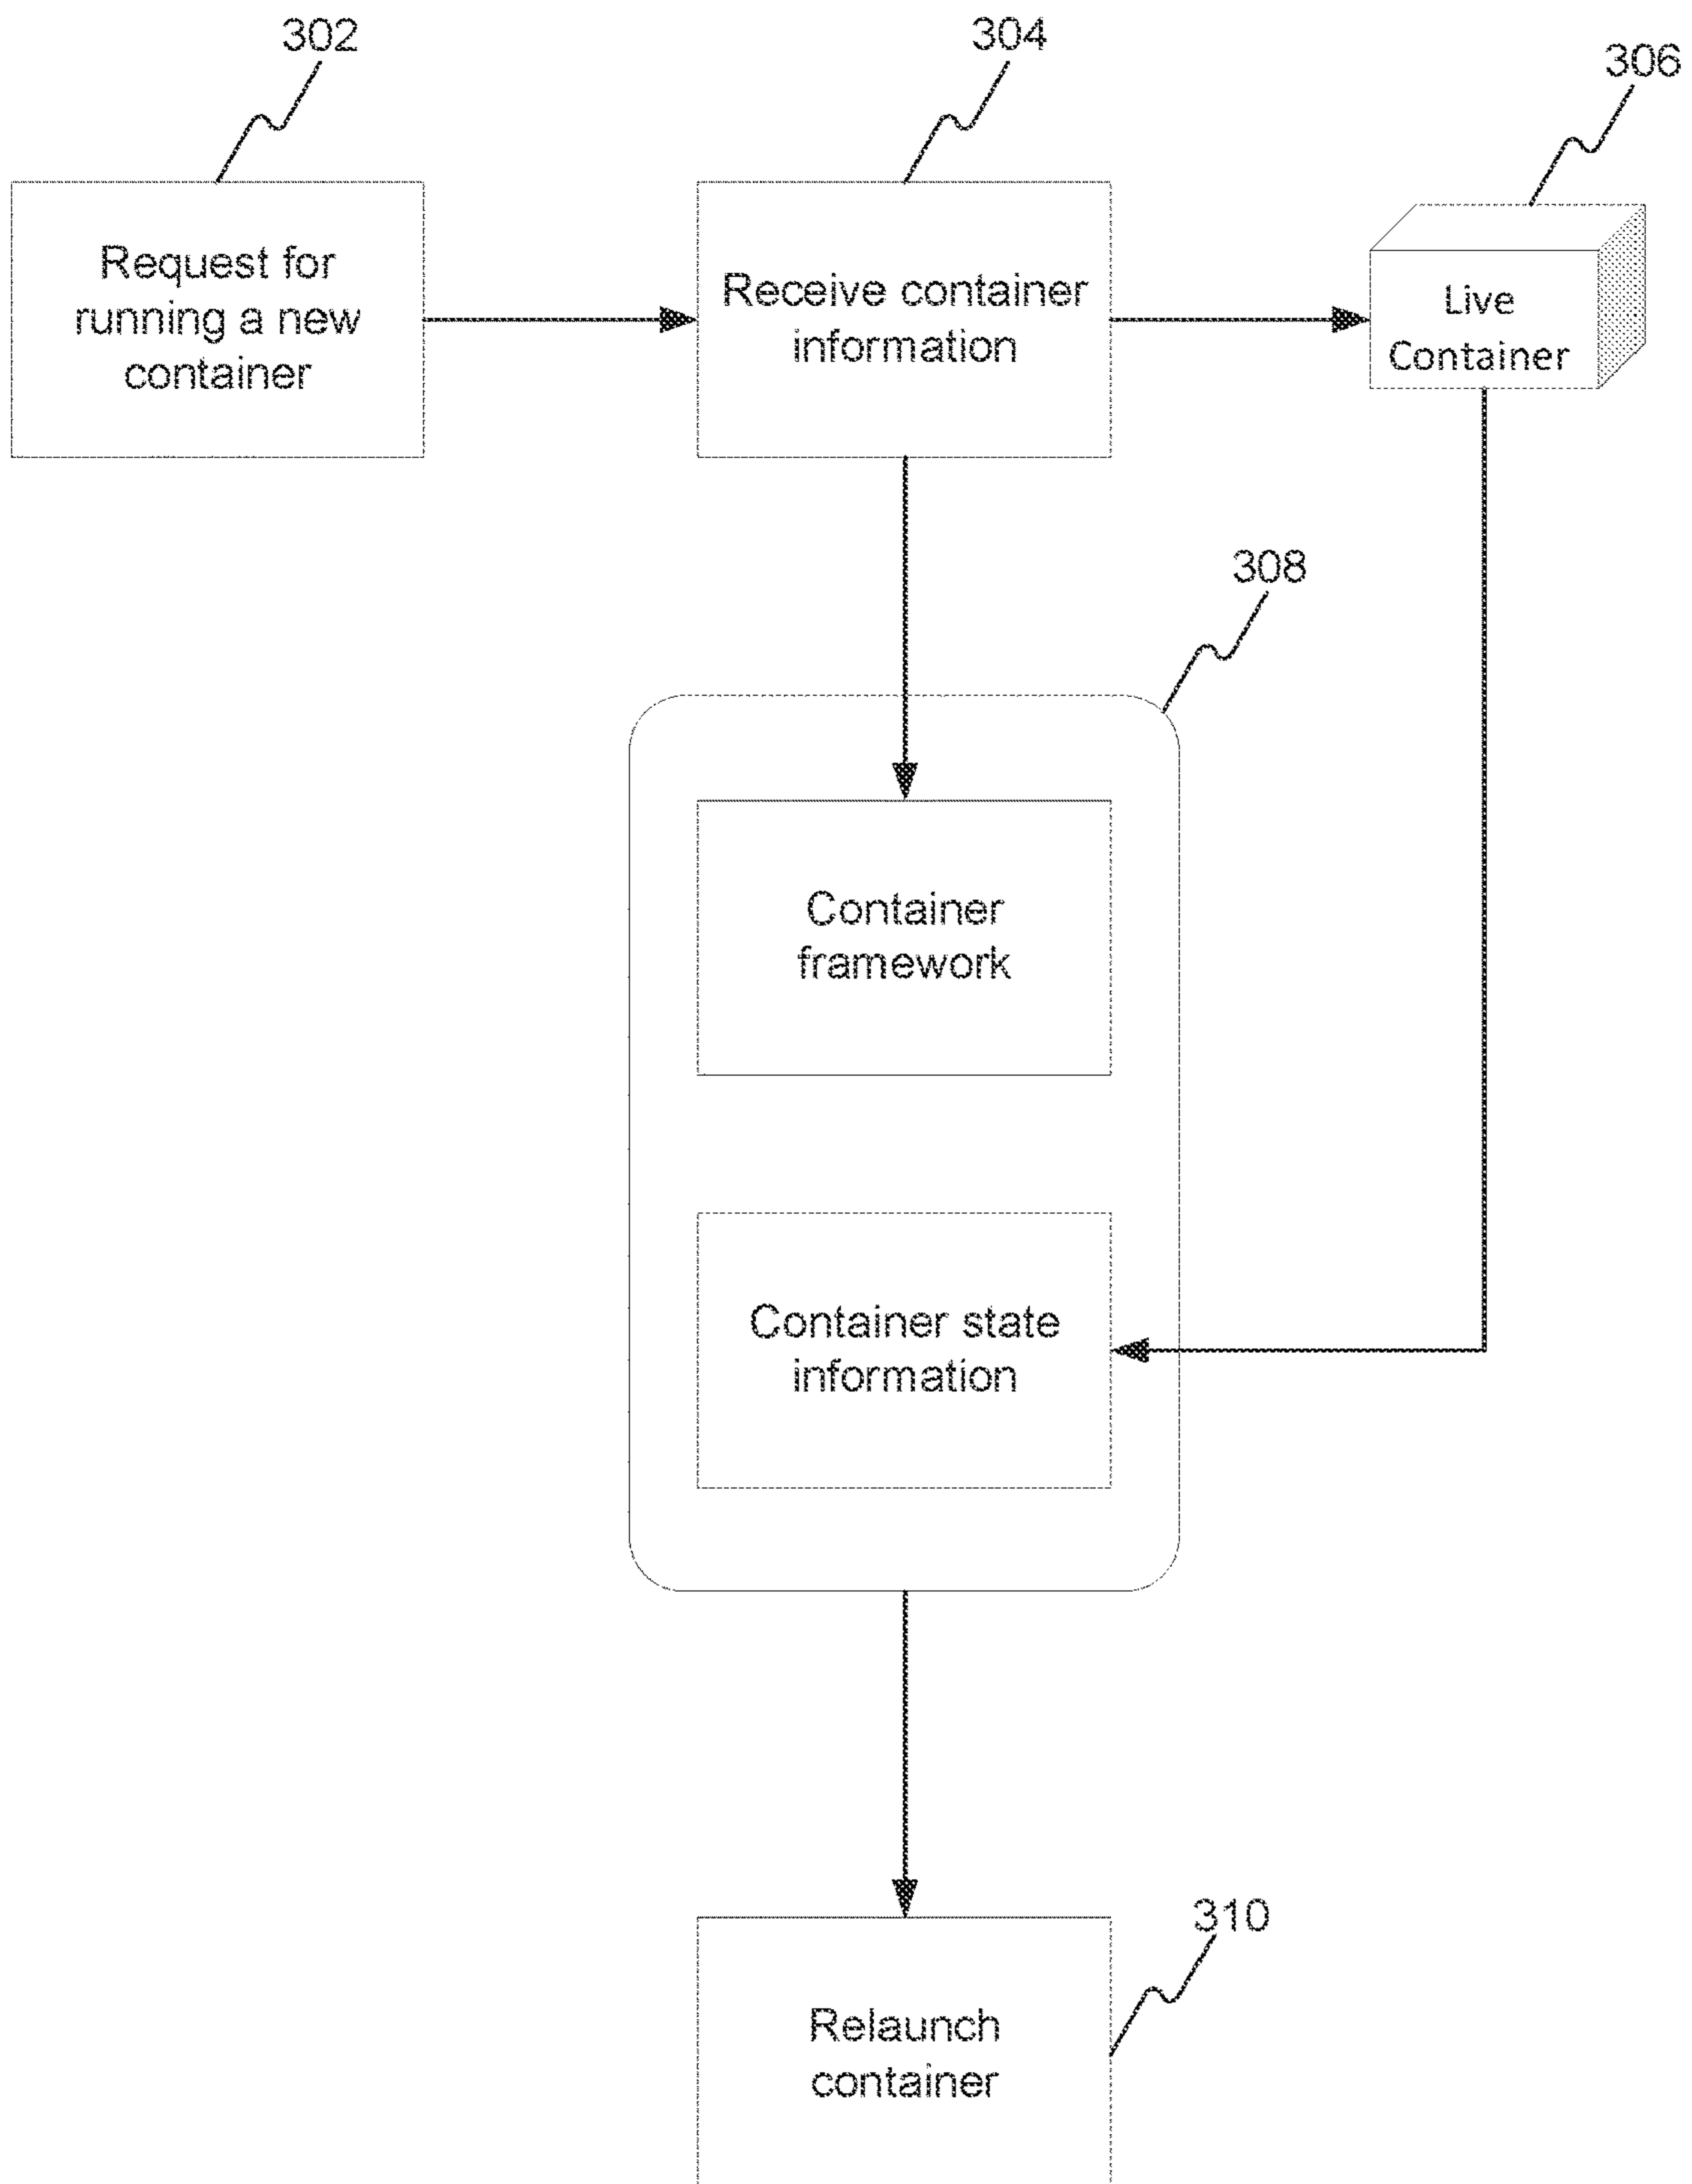 302
304
306
Request for
running a new
container
Receive container
information
Live
Container
308
Container
framework
Container state
information
310
Relaunch
container